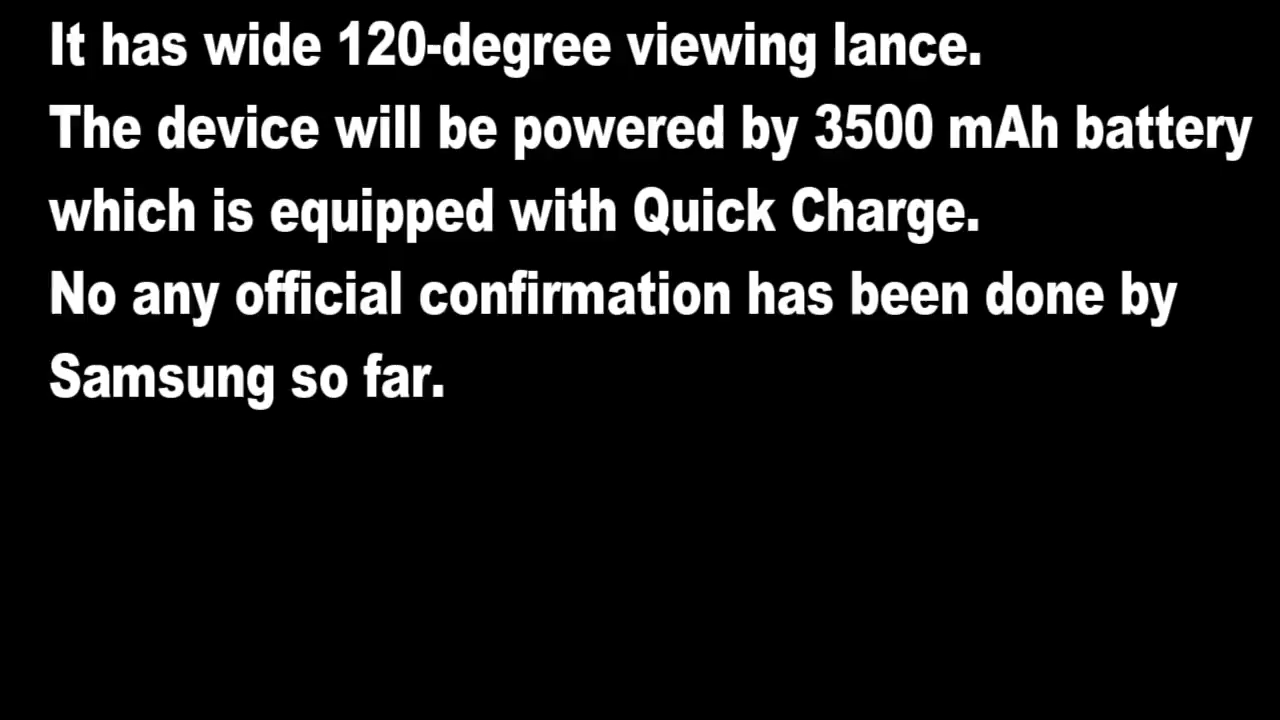 It has wide 120-degree viewing lance.
The device will be powered by 3500 mAh battery
which is equipped with Quick Charge.
No any official confirmation has been done by
Samsung so far.